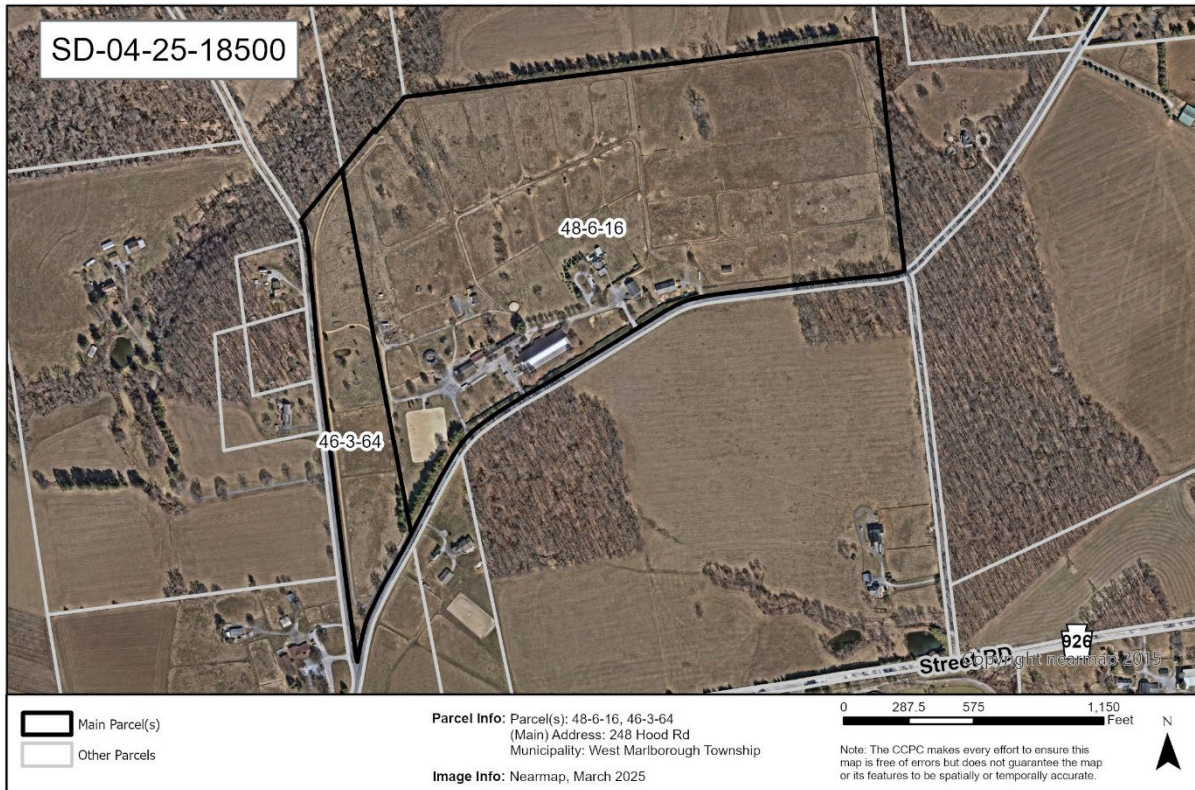 SD-04-25-18500
48-6-16
46-3-64
926
Street RD
Copyright nearmap 2015
Main Parcel(s)
Other Parcels
Parcel Info: Parcel(s): 48-6-16, 46-3-64
(Main) Address: 248 Hood Rd
Municipality: West Marlborough Township
Image Info: Nearmap, March 2025
0 287.5 575 1,150
Feet
Note: The CCPC makes every effort to ensure this
map is free of errors but does not guarantee the map
or its features to be spatially or temporally accurate.
N